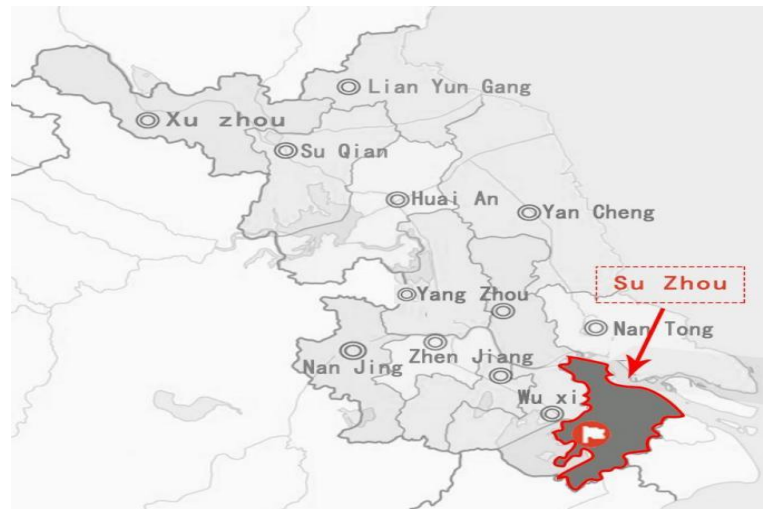 Lian Yun Gang
Xu zhou
Su Qian
Huai An
Yan Cheng
Su Zhou
Yang Zhou
Nan Tong
Zhen Jiang
Nan Jing
Wu xi